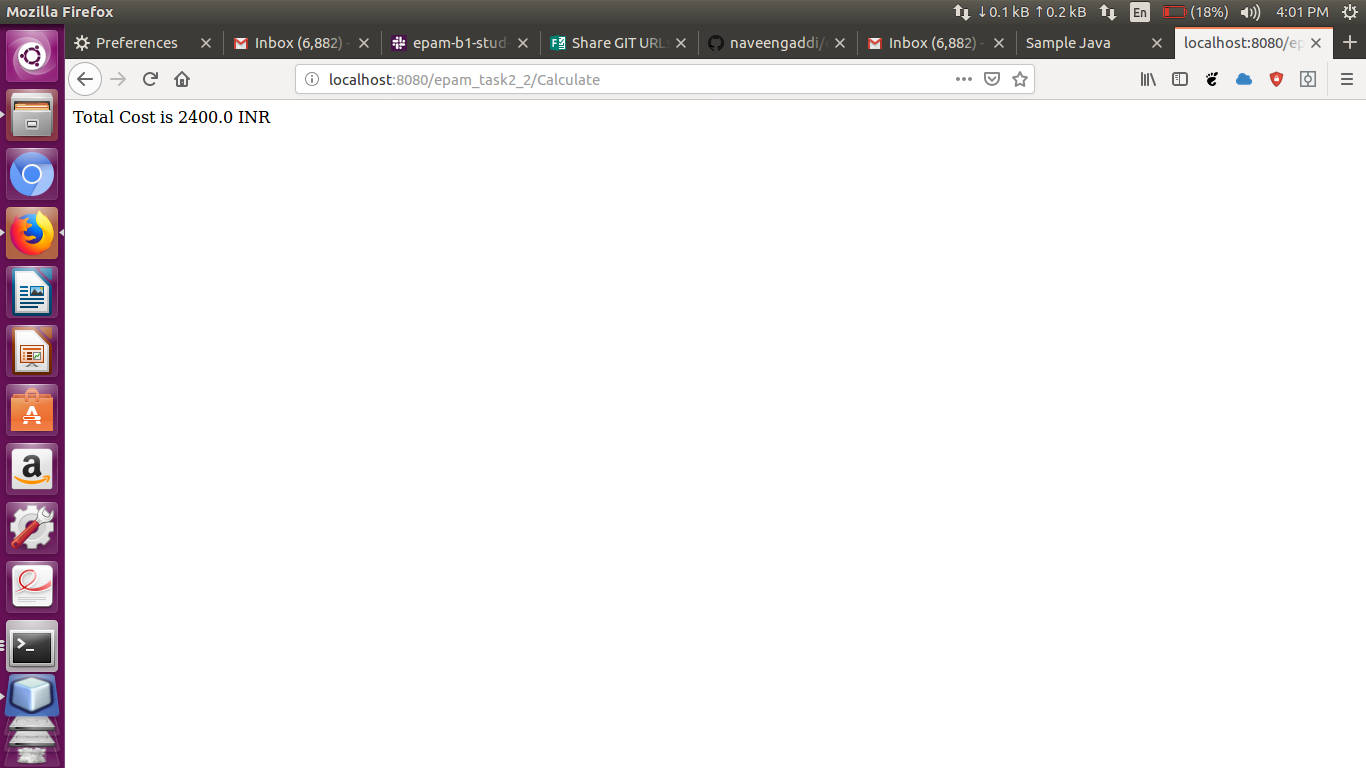 Mozilla Firefox
0.1 kB 0.2 kB En (18%) 4:01 PM
Preferences Inbox (6,882) - epam-b1-stud Share GIT URL naveengaddi/ Inbox (6,882) - Sample Java localhost:8080/ep
localhost:8080/epam_task2_2/Calculate
Total Cost is 2400.0 INR